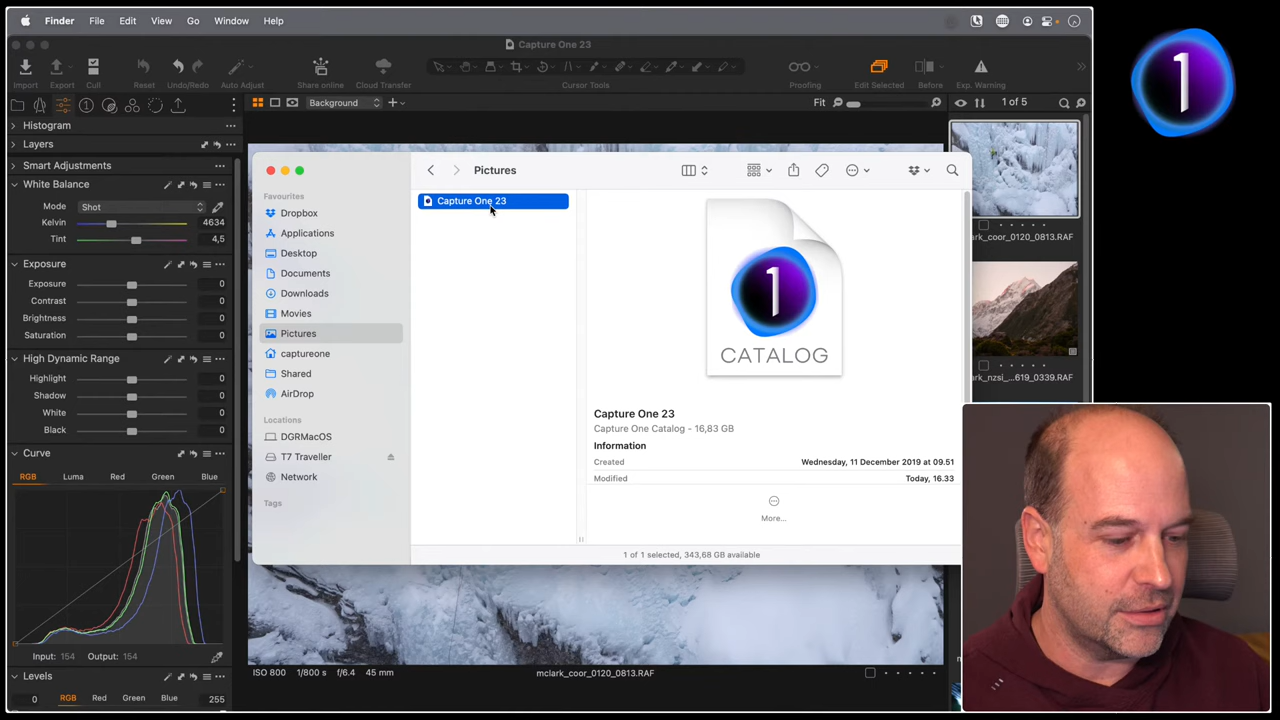 Finder File Edit View Go Window Help
Capture One 23
Import Export Cull Reset Undo/Redo Auto Adjust Share online Cloud Transfer Cursor Tools Proofing Edit Selected Before Exp. Warning
Background Fit 1 of 5
Histogram
Layers
Smart Adjustments
White Balance
Mode Shot
Kelvin 4634
Tint 4,5
Exposure
Exposure 0
Contrast 0
Brightness 0
Saturation 0
High Dynamic Range
Highlight 0
Shadow 0
White 0
Black 0
Curve
RGB Luma Red Green Blue
Input: 154 Output: 154
Levels
0 RGB Red Green Blue 255
Pictures
Favourites
Dropbox
Applications
Desktop
Documents
Downloads
Movies
Pictures
captureone
Shared
AirDrop
Locations
DGRMacOS
T7 Traveller
Network
Tags
Capture One 23
1
CATALOG
Capture One 23
Capture One Catalog - 16,83 GB
Information
Created Wednesday, 11 December 2019 at 09.51
Modified Today, 16.33
More...
1 of 1 selected, 343,68 GB available
ISO 800 1/800 s f/6.4 45 mm
mclark_coor_0120_0813.RAF
rk_coor_0120_0813.RAF
ark_nzsi_...619_0339.RAF
1